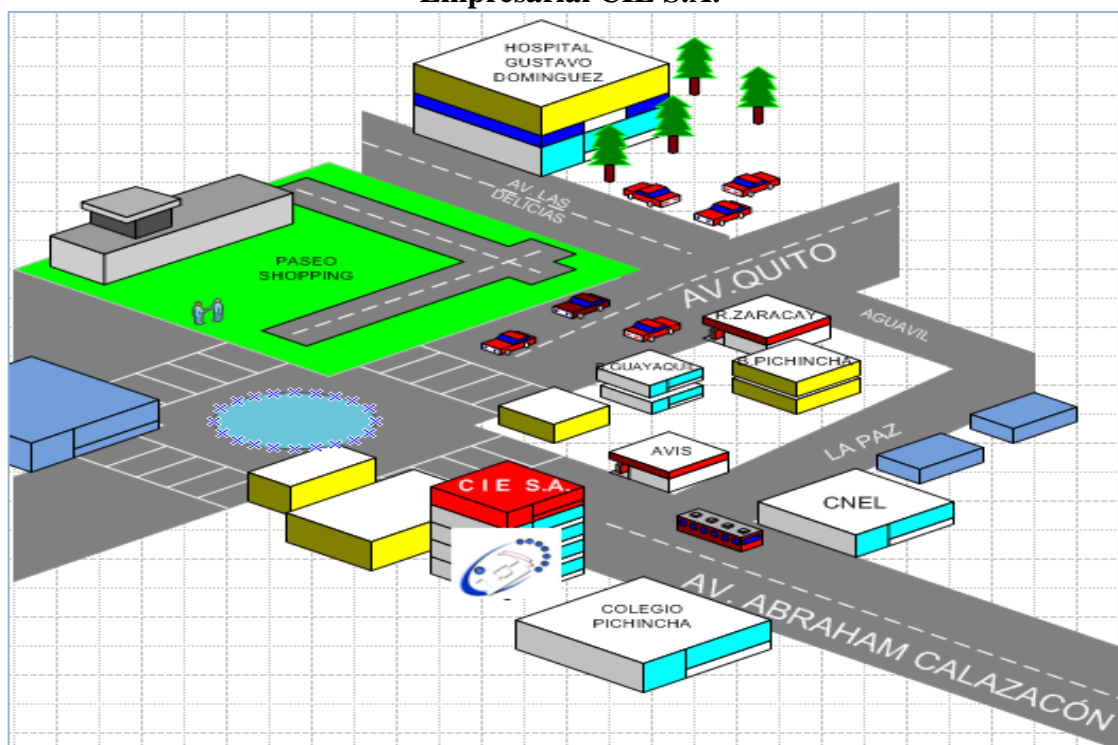 Empresarial CIE S.A.
HOSPITAL
GUSTAVO
DOMINGUEZ
AV. LAS
DELICIAS
PASEO
SHOPPING
AV.QUITO
R.ZARACAY
AGUAVIL
B.GUAYAQUIL
B.PICHINCHA
AVIS
LA PAZ
C I E S.A.
CNEL
COLEGIO
PICHINCHA
AV. ABRAHAM CALAZACÓN